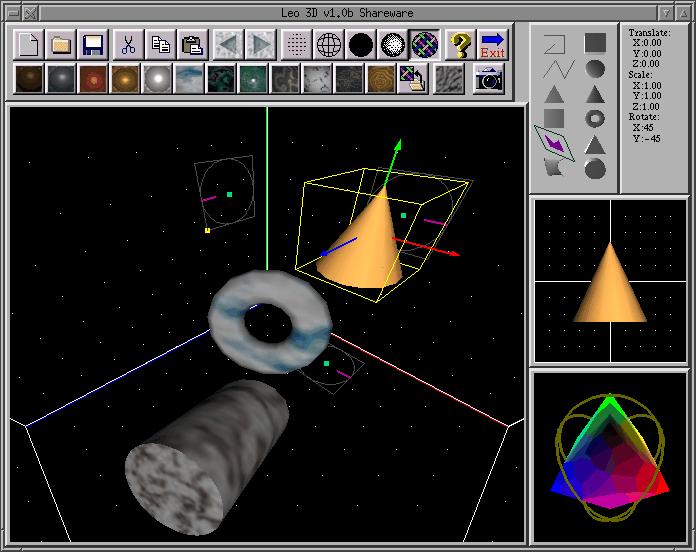 Leo 3D v1.0b Shareware
Exit
Translate:
X:0.00
Y:0.00
Z:0.00
Scale:
X:1.00
Y:1.00
Z:1.00
Rotate:
X:45
Y:-45